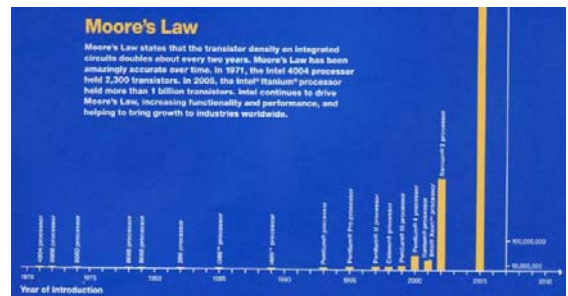 Moore's Law
Moore's Law states that the transistor density on integrated
circuits doubles about every two years. Moore's Law has been
amazingly accurate over time. In 1971, the Intel 4004 processor
held 2,300 transistors. In 2005, the Intel® Itanium® processor
held more than 1 billion transistors. Intel continues to drive
Moore's Law, increasing functionality and performance, and
helping to bring growth to industries worldwide.
4004 processor
8008 processor
8080 processor
8086 processor
8088 processor
286 processor
386™ processor
486™ processor
Pentium® processor
Pentium® Pro processor
Pentium® II processor
Celeron® processor
Pentium® III processor
Pentium® 4 processor
Itanium® processor
Intel® Xeon™ processor
Itanium® 2 processor
100,000,000
10,000,000
1970
1975
1980
1985
1990
1995
2000
2005
2010
Year of Introduction